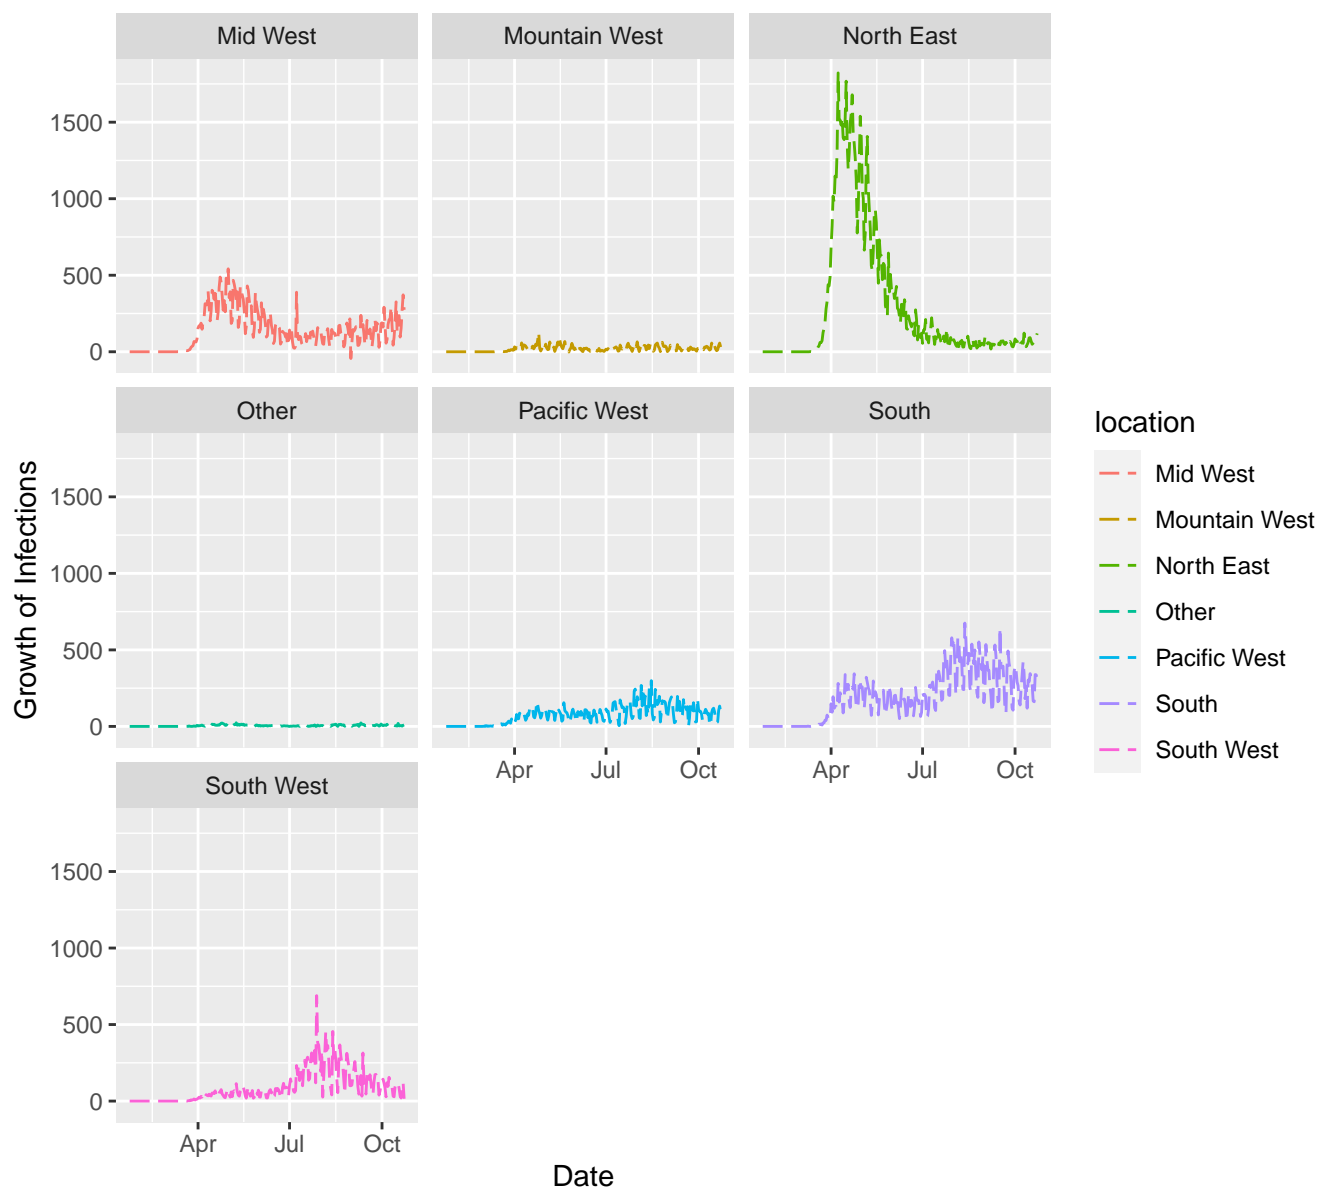 Mid West
Mountain West
North East
1500
1000
500
0
Other
Pacific West
South
1500
1000
500
0
Apr
Jul
Oct
Apr
Jul
Oct
South West
1500
1000
500
0
Apr
Jul
Oct
Date
Growth of Infections
location
Mid West
Mountain West
North East
Other
Pacific West
South
South West